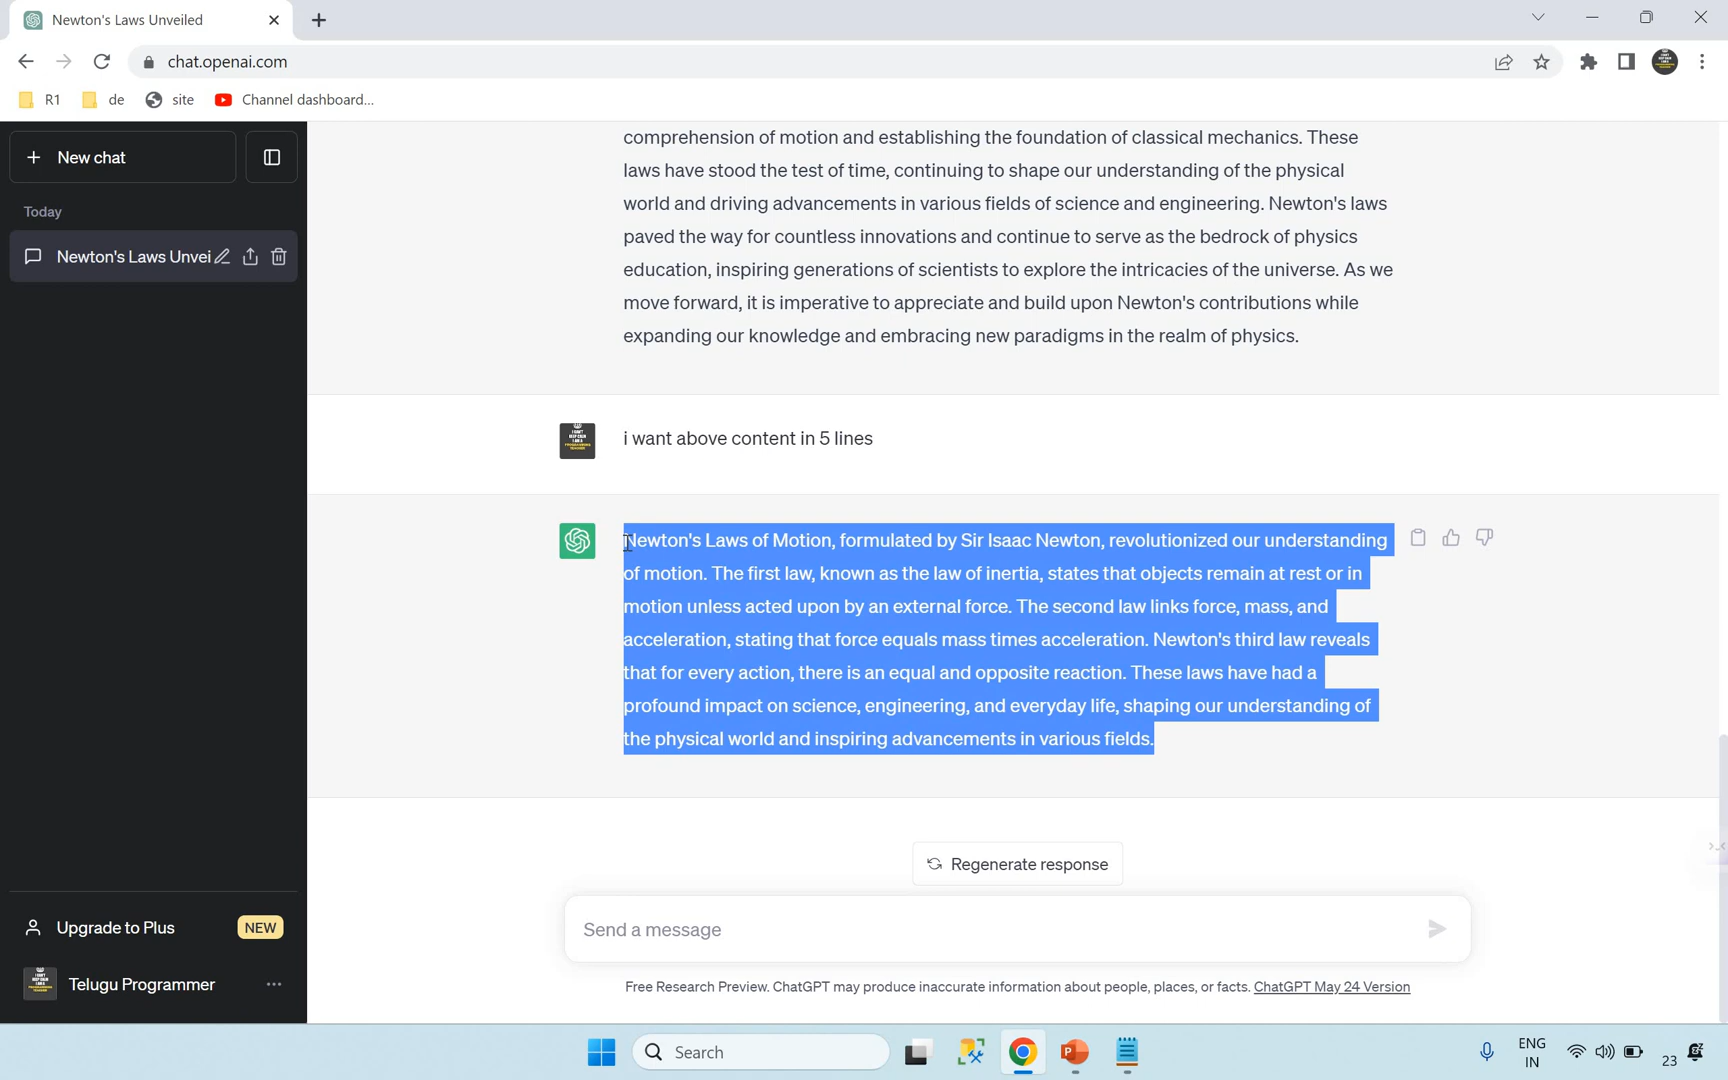 Newton's Laws Unveiled
chat.openai.com
R1 de site Channel dashboard...
New chat
Today
Newton's Laws Unvei
comprehension of motion and establishing the foundation of classical mechanics. These
laws have stood the test of time, continuing to shape our understanding of the physical
world and driving advancements in various fields of science and engineering. Newton's laws
paved the way for countless innovations and continue to serve as the bedrock of physics
education, inspiring generations of scientists to explore the intricacies of the universe. As we
move forward, it is imperative to appreciate and build upon Newton's contributions while
expanding our knowledge and embracing new paradigms in the realm of physics.
i want above content in 5 lines
Newton's Laws of Motion, formulated by Sir Isaac Newton, revolutionized our understanding
of motion. The first law, known as the law of inertia, states that objects remain at rest or in
motion unless acted upon by an external force. The second law links force, mass, and
acceleration, stating that force equals mass times acceleration. Newton's third law reveals
that for every action, there is an equal and opposite reaction. These laws have had a
profound impact on science, engineering, and everyday life, shaping our understanding of
the physical world and inspiring advancements in various fields.
Regenerate response
Send a message
Free Research Preview. ChatGPT may produce inaccurate information about people, places, or facts. ChatGPT May 24 Version
Upgrade to Plus NEW
Telugu Programmer
Search
ENG
IN
23